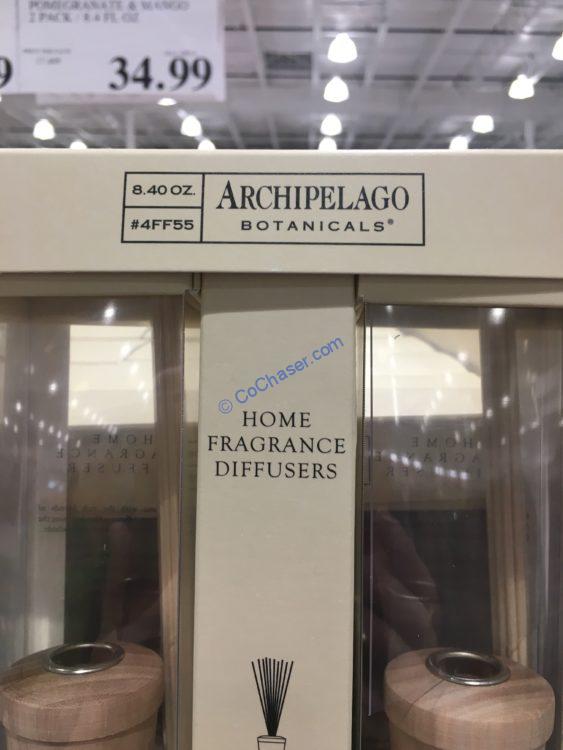 POMEGRANATE & MANGO
2 PACK / 8.4 FL OZ
9
34.99
8.40 OZ.
#4FF55
ARCHIPELAGO
BOTANICALS®
© CoChaser.com
HOME
FRAGRANCE
DIFFUSERS